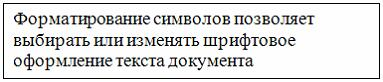 Форматирование символов позволяет
выбирать или изменять шрифтовое
оформление текста документа